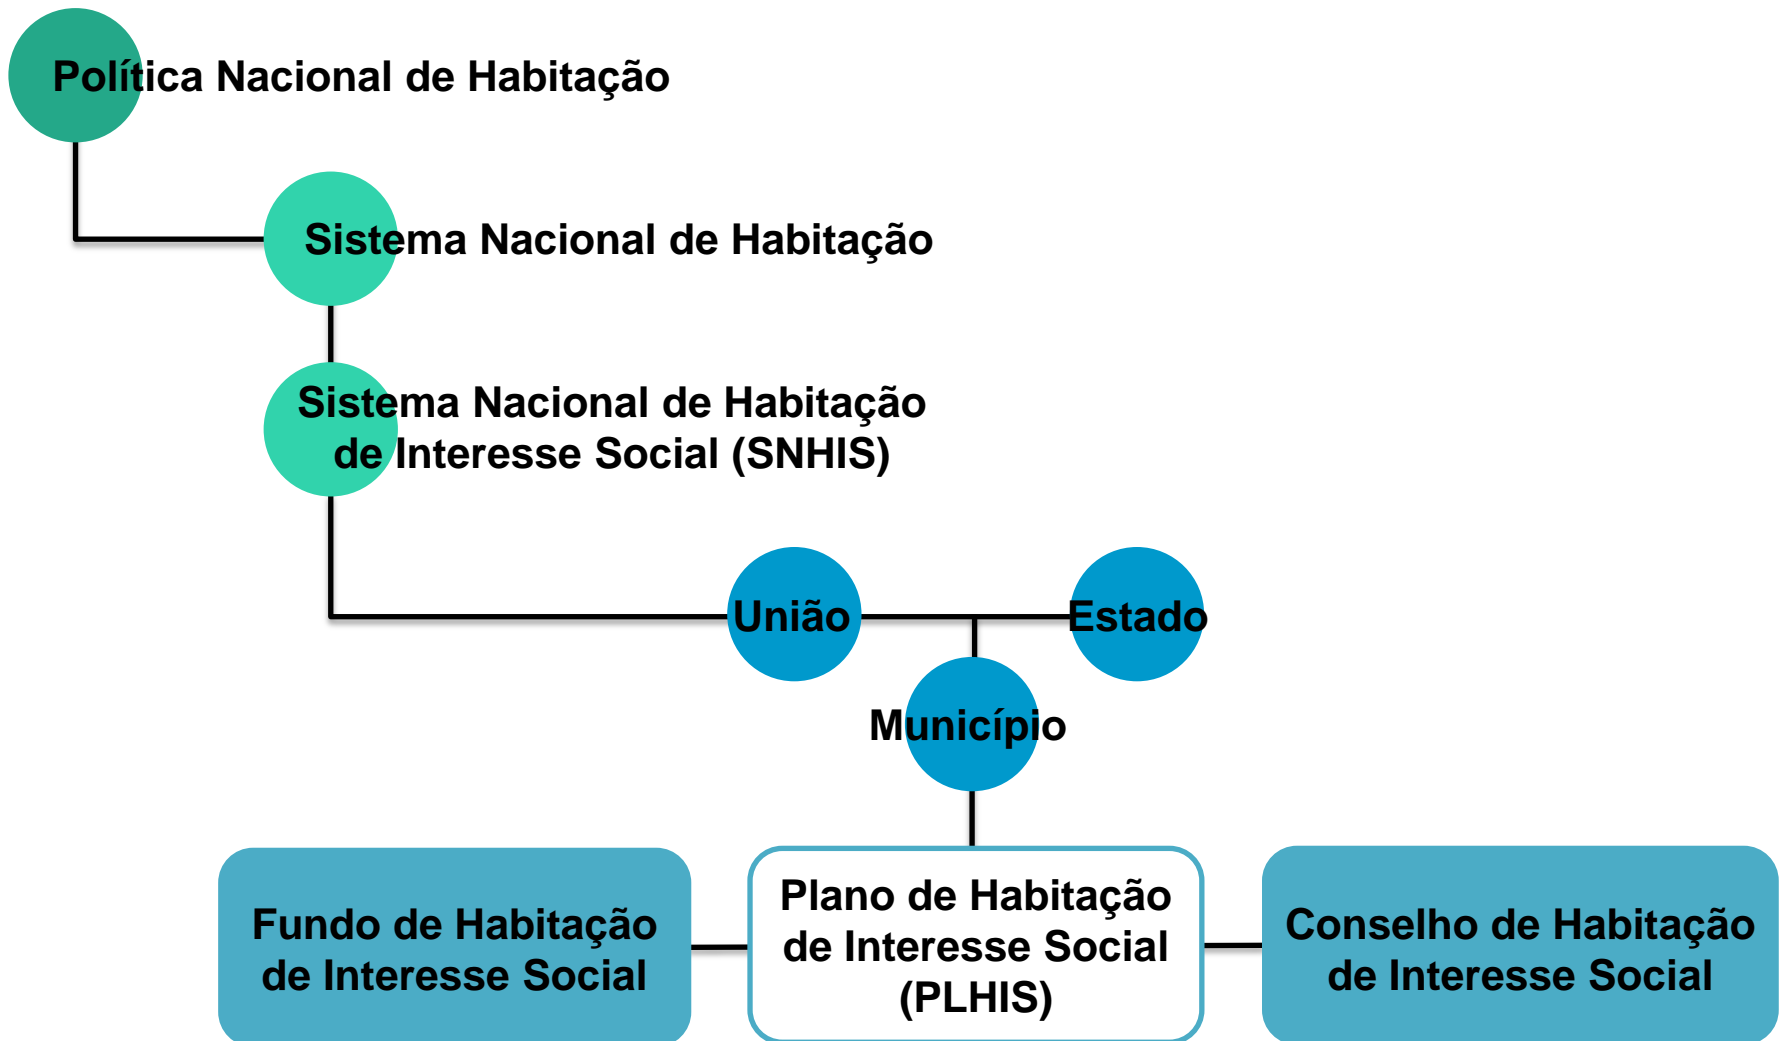 Política Nacional de Habitação
Sistema Nacional de Habitação
Sistema Nacional de Habitação
de Interesse Social (SNHIS)
União
Estado
Município
Fundo de Habitação
de Interesse Social
Plano de Habitação
de Interesse Social
(PLHIS)
Conselho de Habitação
de Interesse Social